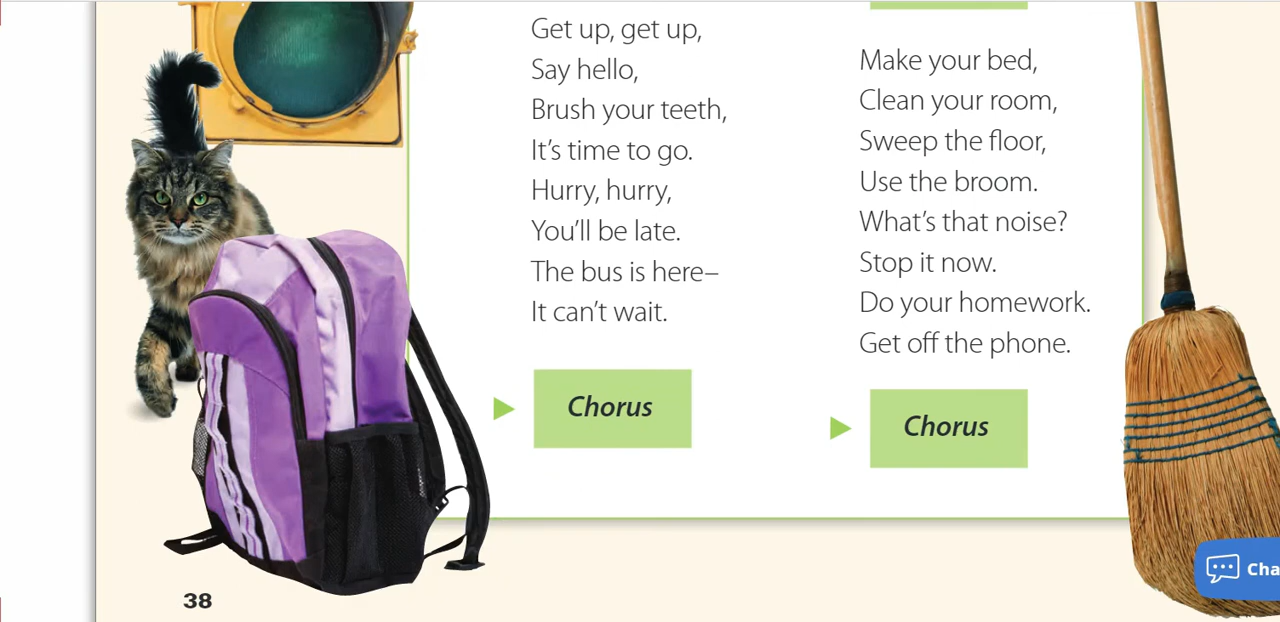 Get up, get up,
Say hello,
Brush your teeth,
It's time to go.
Hurry, hurry,
You'll be late.
The bus is here–
It can't wait.
Chorus
Make your bed,
Clean your room,
Sweep the floor,
Use the broom.
What's that noise?
Stop it now.
Do your homework.
Get off the phone.
Chorus
38